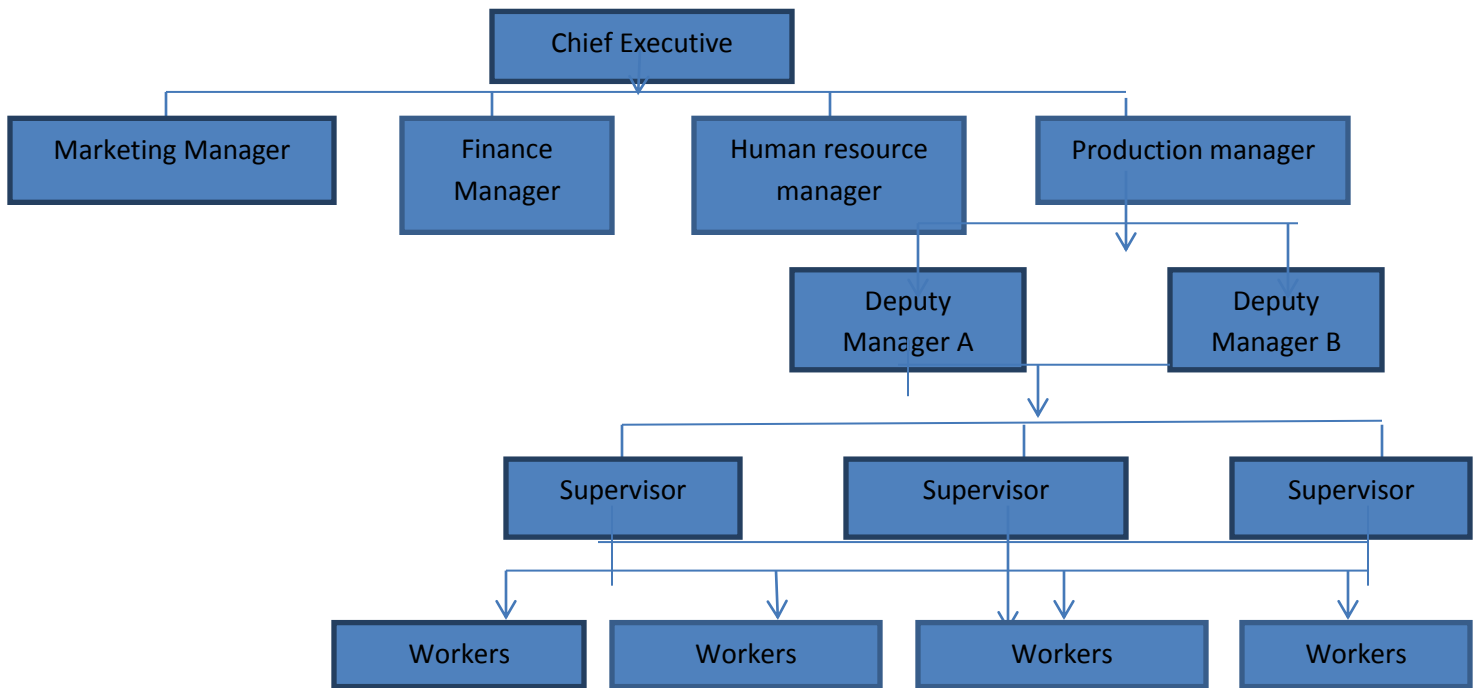 Chief Executive
Marketing Manager
Finance
Manager
Human resource
manager
Production manager
Deputy
Manager A
Deputy
Manager B
Supervisor
Supervisor
Supervisor
Workers
Workers
Workers
Workers